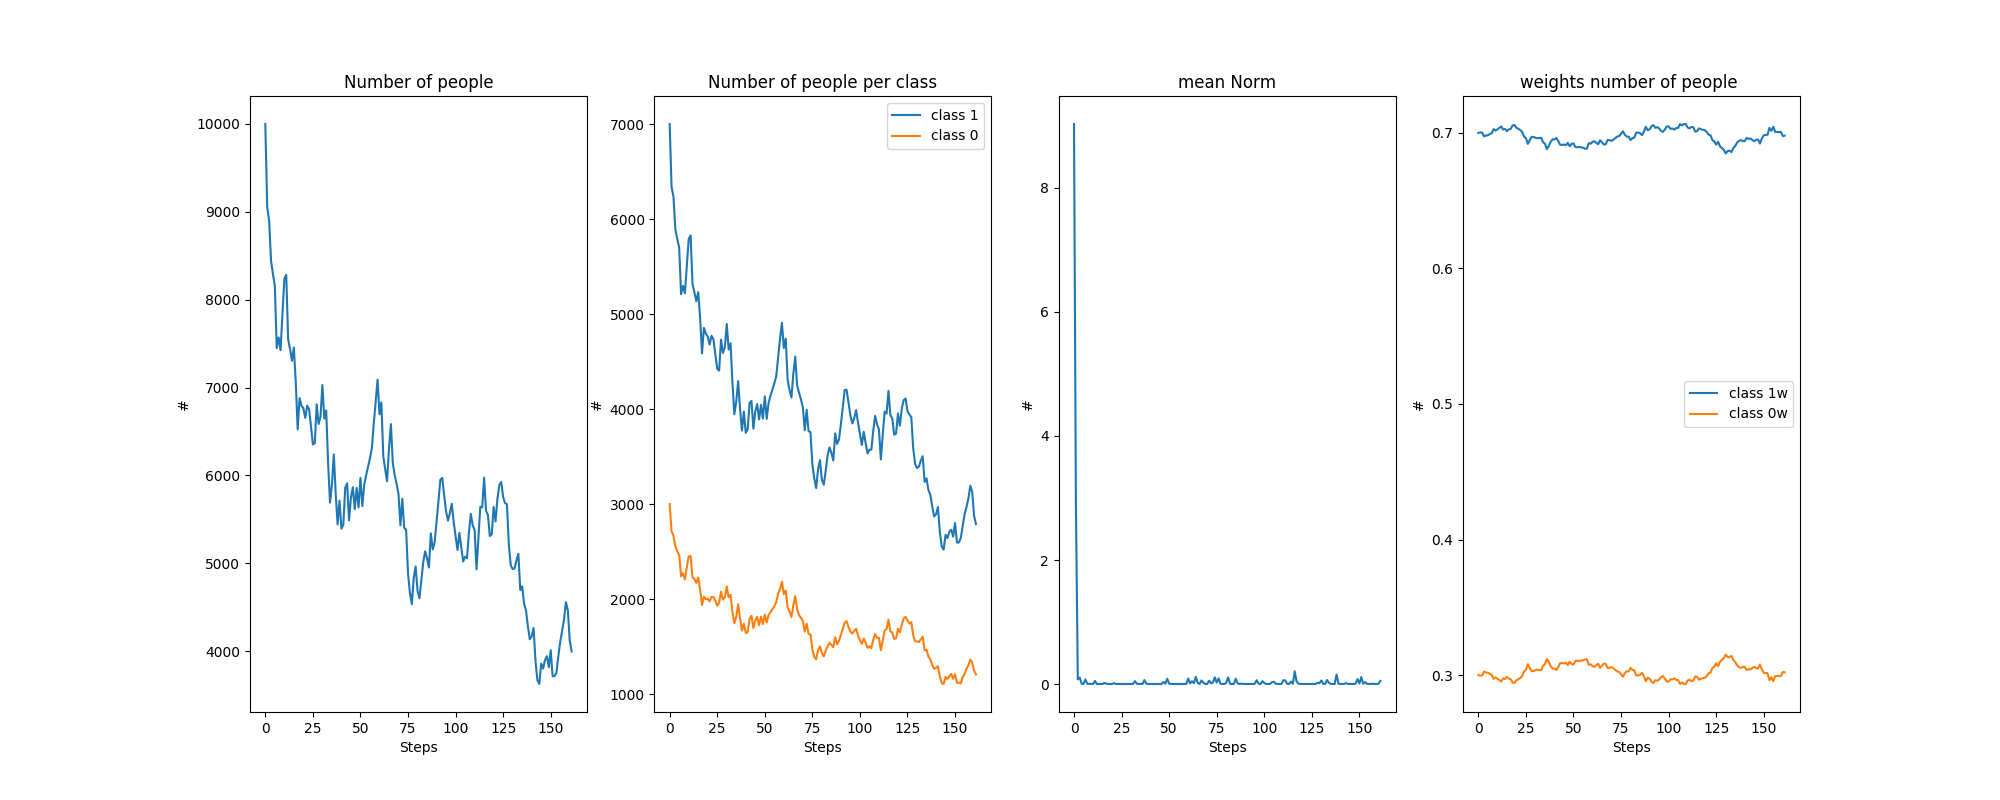 Number of people
10000
9000
8000
7000
6000
5000
4000
#
0 25 50 75 100 125 150
Steps
Number of people per class
class 1
class 0
7000
6000
5000
4000
3000
2000
1000
#
0 25 50 75 100 125 150
Steps
mean Norm
8
6
4
2
0
#
0 25 50 75 100 125 150
Steps
weights number of people
0.7
0.6
0.5
0.4
0.3
#
class 1w
class 0w
0 25 50 75 100 125 150
Steps